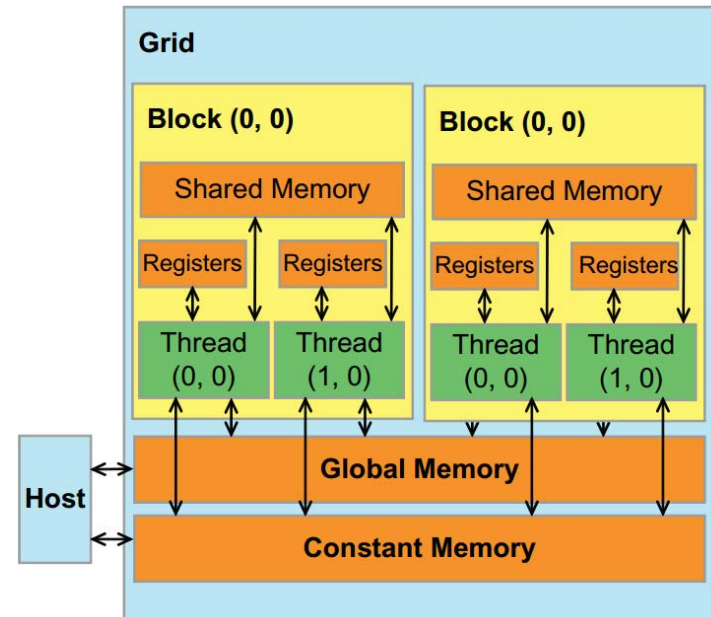 Grid
Block (0, 0)
Shared Memory
Registers
Registers
Thread
(0, 0)
Thread
(1, 0)
Block (0, 0)
Shared Memory
Registers
Registers
Thread
(0, 0)
Thread
(1, 0)
Host
Global Memory
Constant Memory